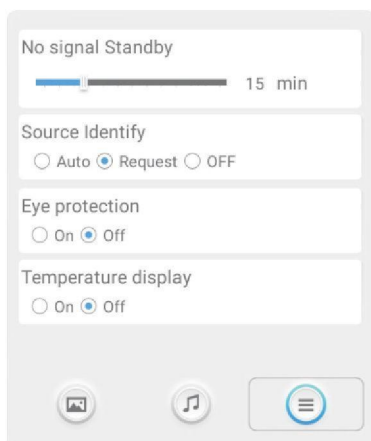 No signal Standby
15 min
Source Identify
Auto Request OFF
Eye protection
On Off
Temperature display
On Off